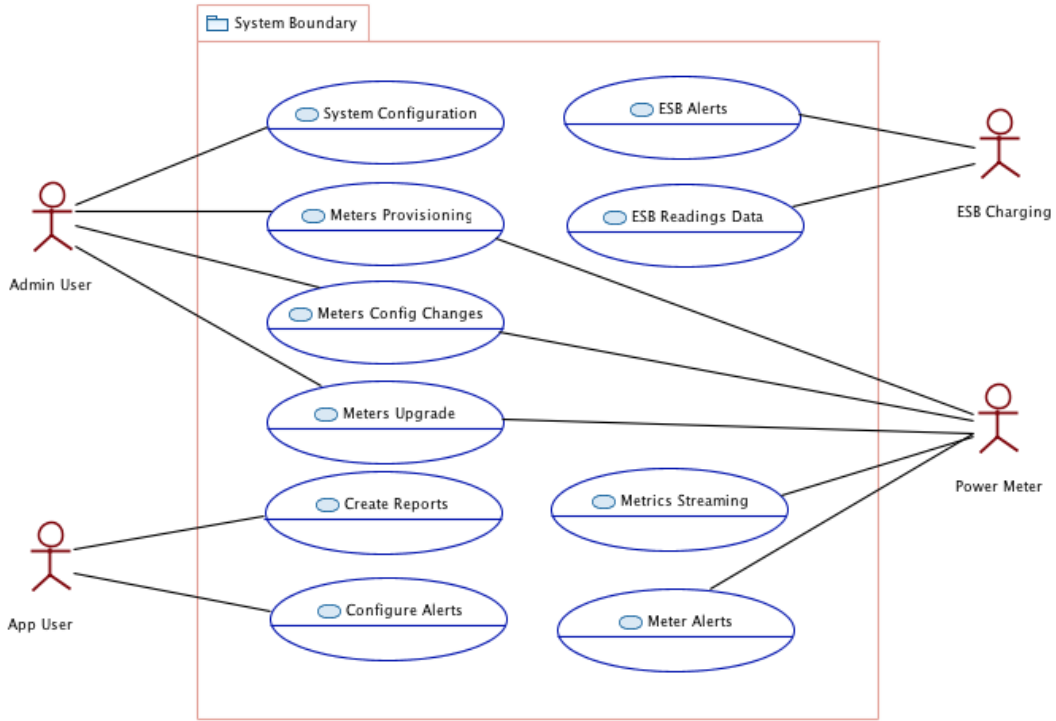 System Boundary
System Configuration
ESB Alerts
Meters Provisioning
ESB Readings Data
ESB Charging
Admin User
Meters Config Changes
Meters Upgrade
Power Meter
Create Reports
Metrics Streaming
Configure Alerts
Meter Alerts
App User